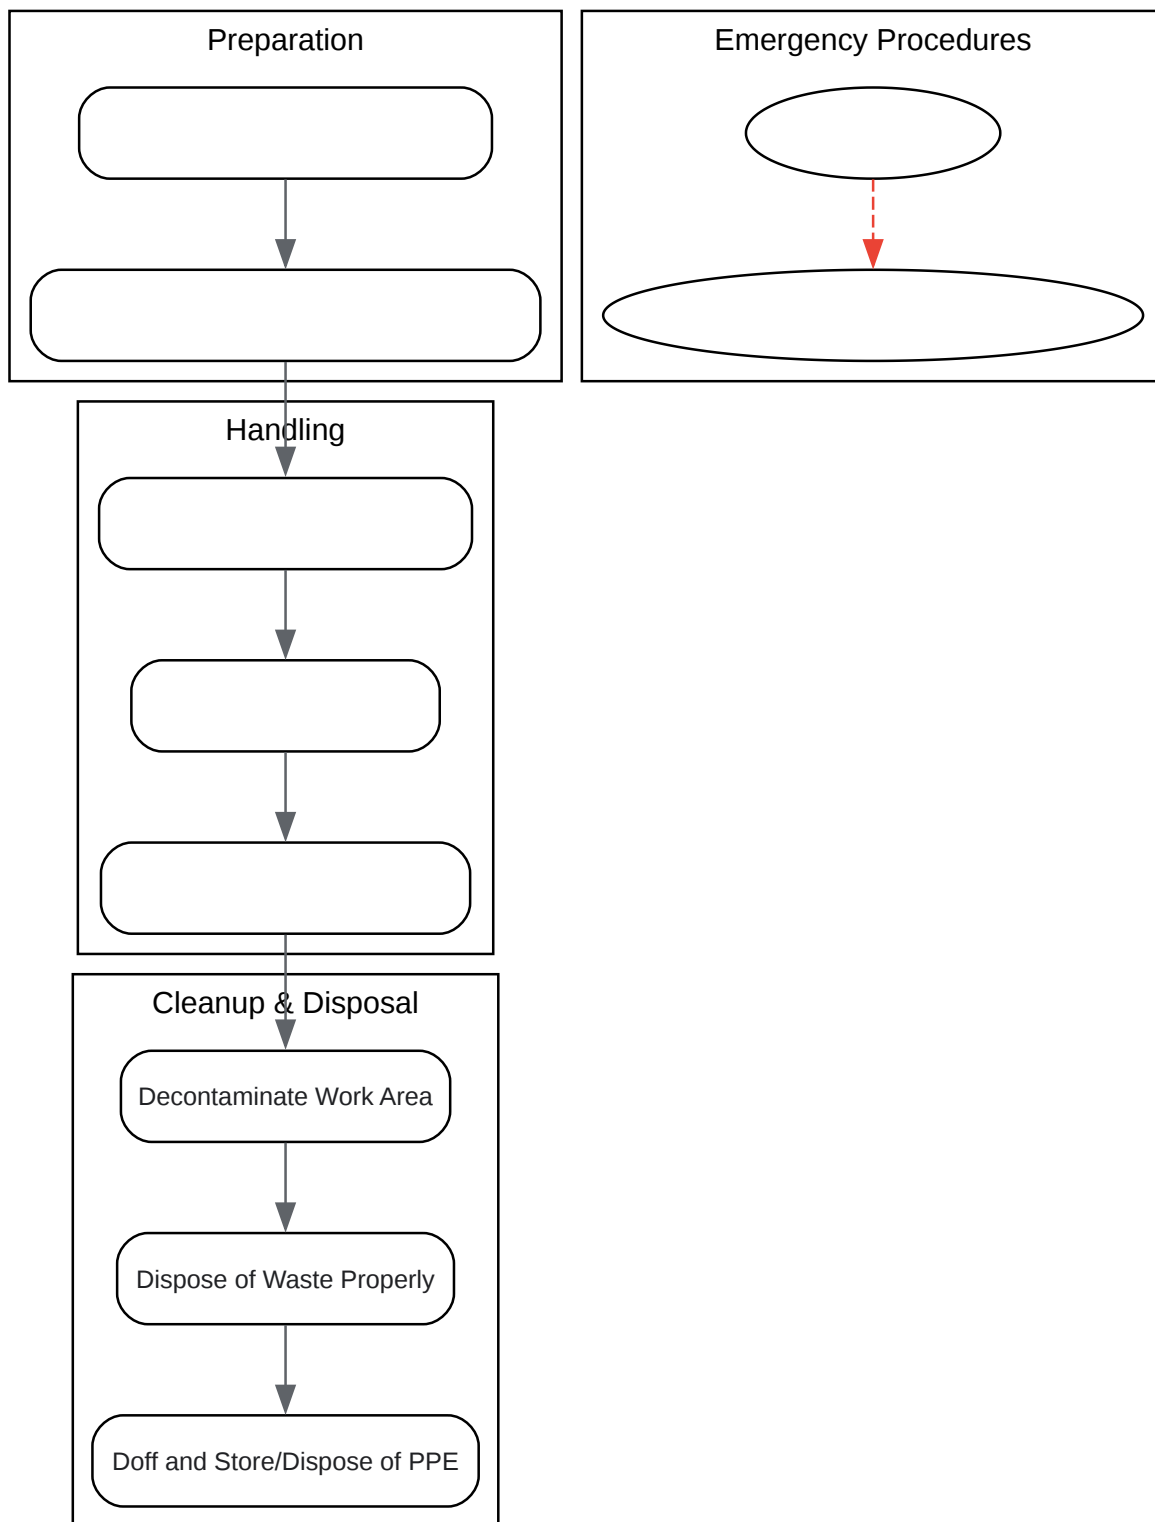 Preparation
Emergency Procedures
Handling
Cleanup & Disposal
Decontaminate Work Area
Dispose of Waste Properly
Doff and Store/Dispose of PPE